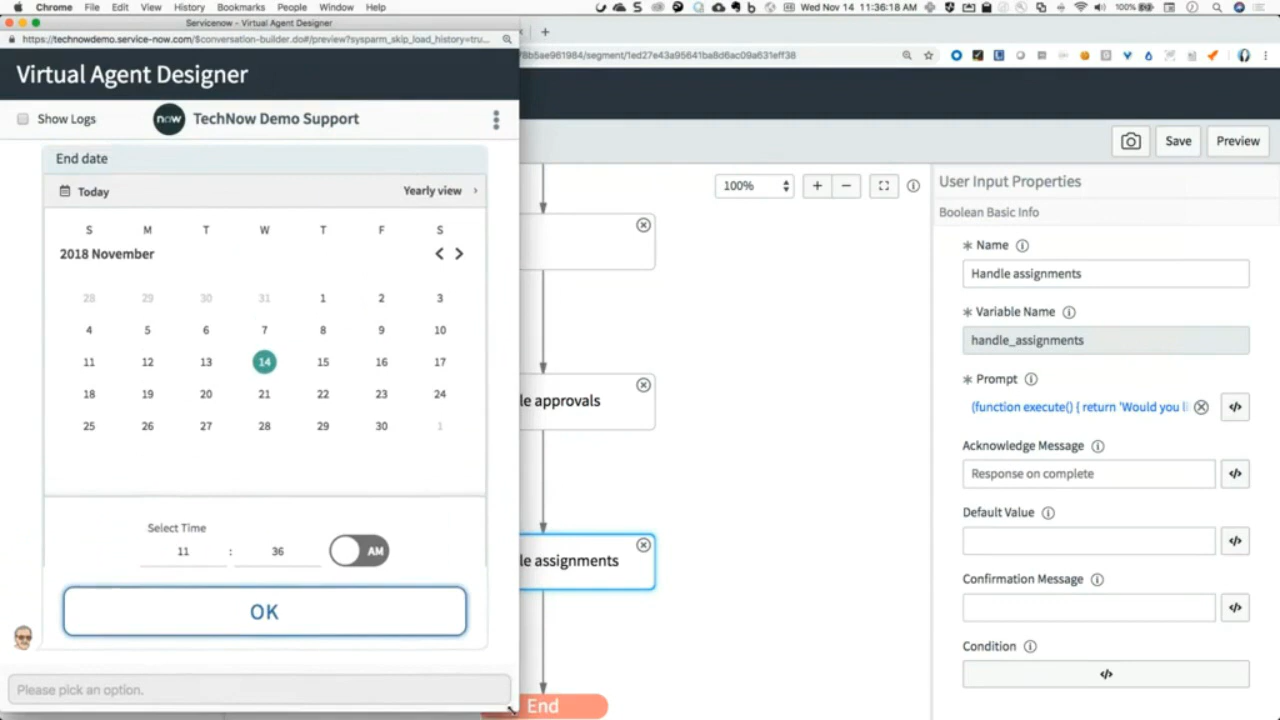 Chrome File Edit View History Bookmarks People Window Help
100% Wed Nov 14 11:36:18 AM
Servicenow - Virtual Agent Designer
https://technowdemo.service-now.com/$conversation-builder.do#/preview?sysparm_skip_load_history=tru...
78b5ae961984/segment/1ed27e43a95641ba8d6ac09a631eff38
Virtual Agent Designer
Show Logs
now
TechNow Demo Support
End date
Today
Yearly view
S M T W T F S
2018 November
28 29 30 31 1 2 3
4 5 6 7 8 9 10
11 12 13 14 15 16 17
18 19 20 21 22 23 24
25 26 27 28 29 30 1
Select Time
11 : 36 AM
OK
Please pick an option.
100%
le approvals
le assignments
End
Save
Preview
User Input Properties
Boolean Basic Info
Name
Handle assignments
Variable Name
handle_assignments
Prompt
(function execute() { return 'Would you li
Acknowledge Message
Response on complete
Default Value
Confirmation Message
Condition